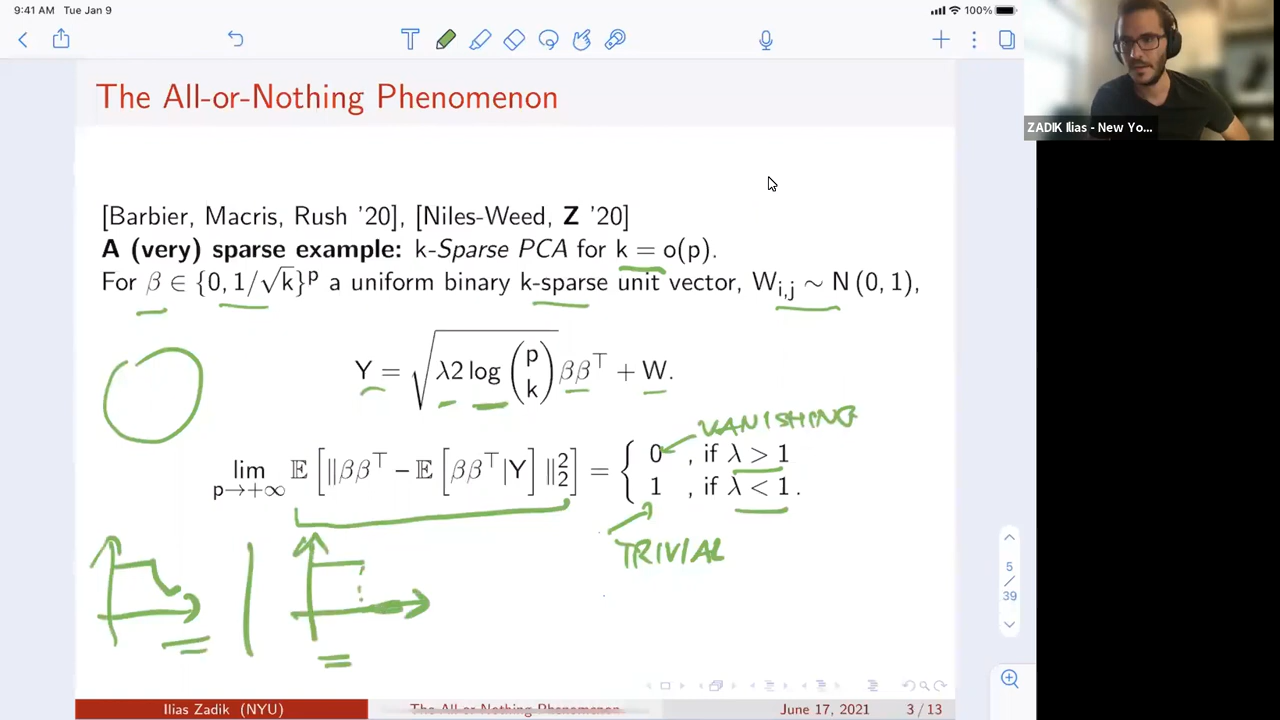 9:41 AM Tue Jan 9
100%
ZADIK Ilias - New Yo...
The All-or-Nothing Phenomenon
[Barbier, Macris, Rush '20], [Niles-Weed, Z '20]
A (very) sparse example: k-Sparse PCA for k = o(p).
For β ∈ {0, 1/√k}ᵖ a uniform binary k-sparse unit vector, W_{i,j} ∼ N (0, 1),
Y = √(λ2 log (p k)) ββ⊤ + W.
VANISHING
lim_{p→+∞} E [‖ββ⊤ − E [ββ⊤|Y] ‖₂²] = { 0 , if λ > 1
1 , if λ < 1.
TRIVIAL
5
/
39
Ilias Zadik (NYU) The All-or-Nothing Phenomenon June 17, 2021 3 / 13